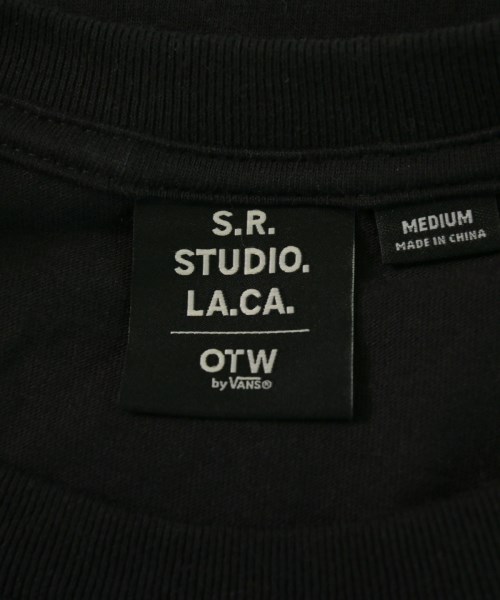 S.R.
STUDIO.
LA.CA.
OTW
by VANS®
MEDIUM
MADE IN CHINA